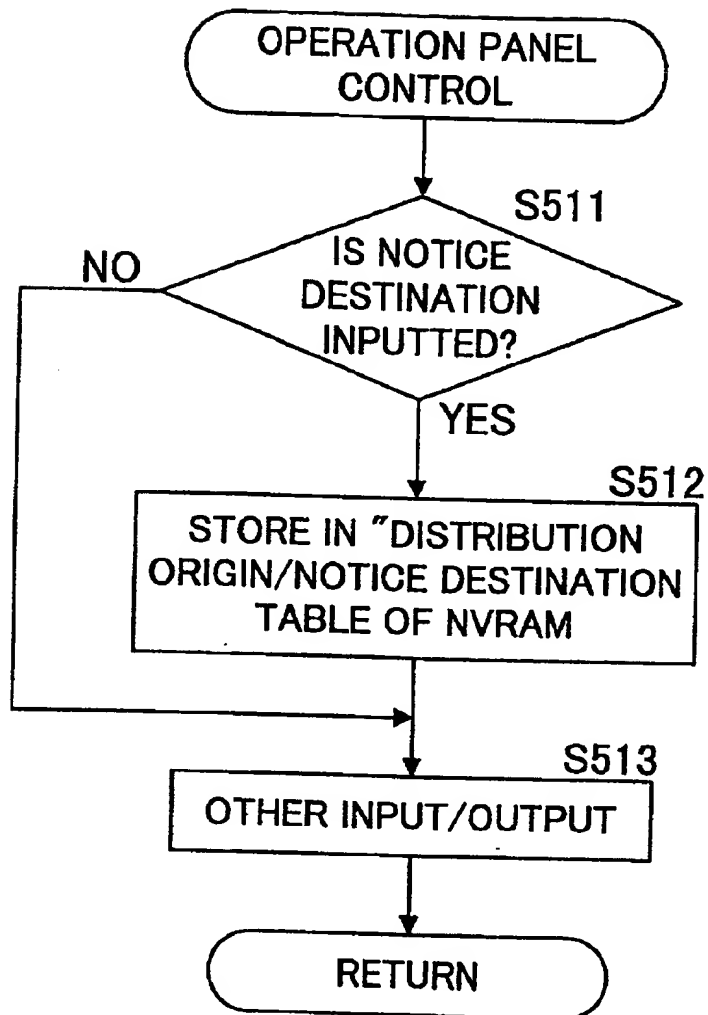 OPERATION PANEL
CONTROL
S511
IS NOTICE
DESTINATION
INPUTTED?
NO
YES
S512
STORE IN "DISTRIBUTION
ORIGIN/NOTICE DESTINATION
TABLE OF NVRAM
S513
OTHER INPUT/OUTPUT
RETURN